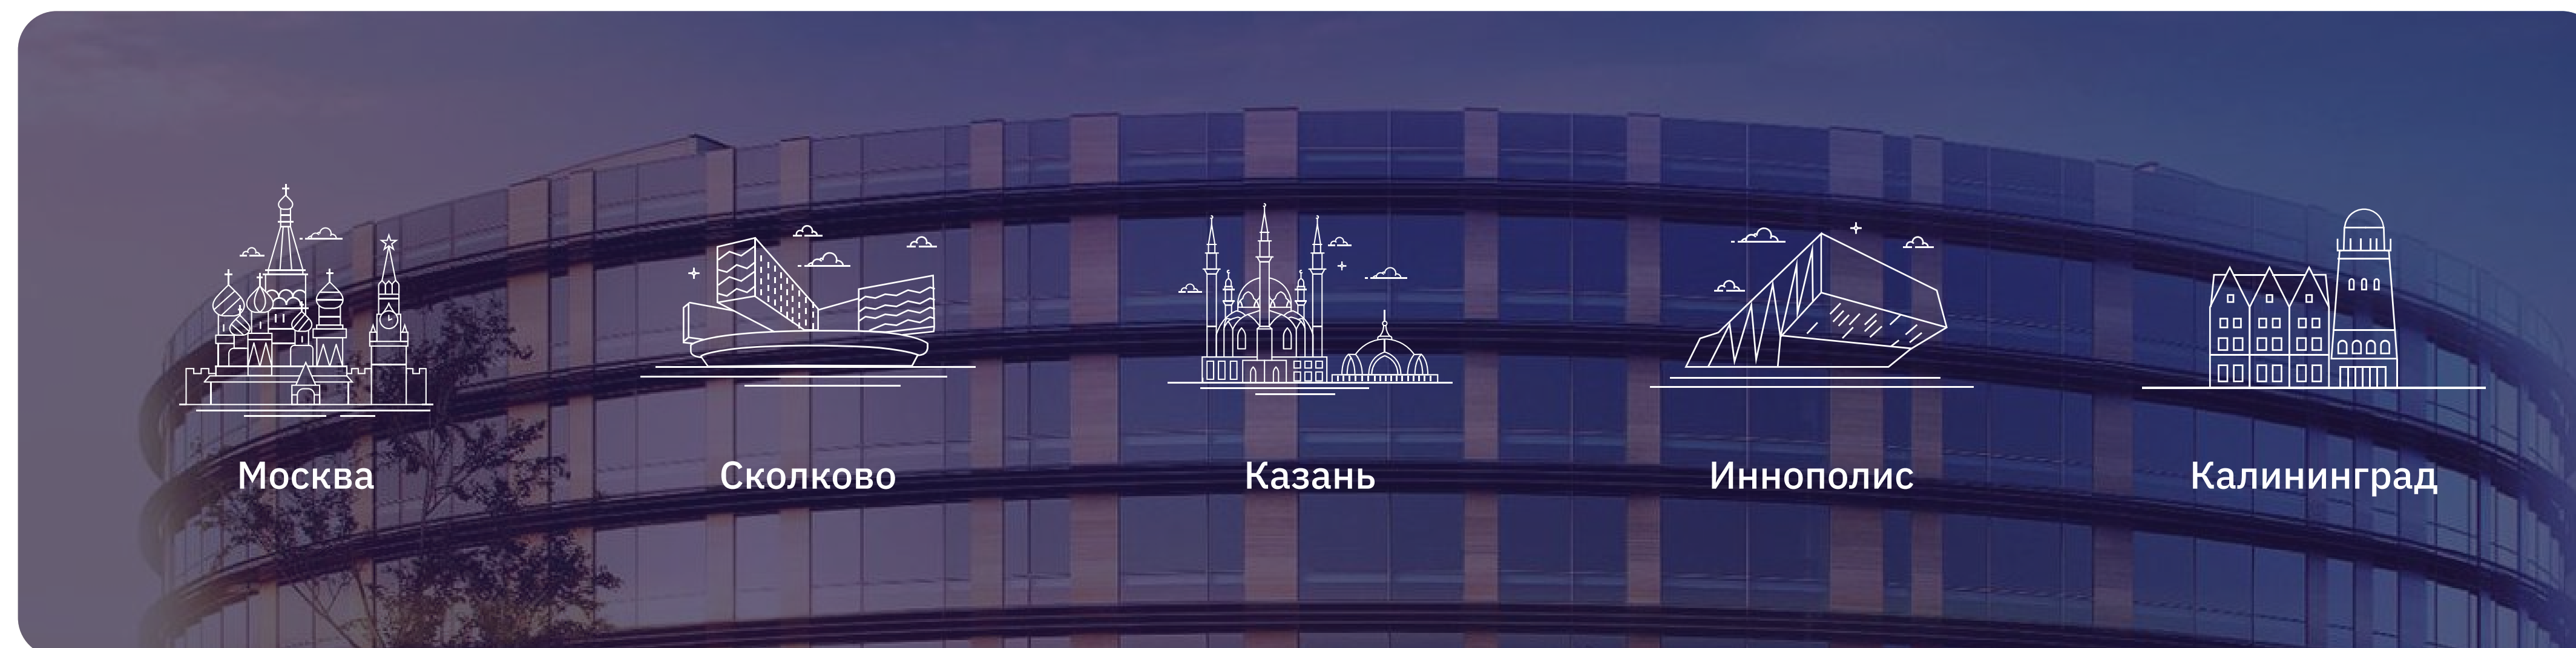 Москва
Сколково
Казань
Иннополис
Калининград